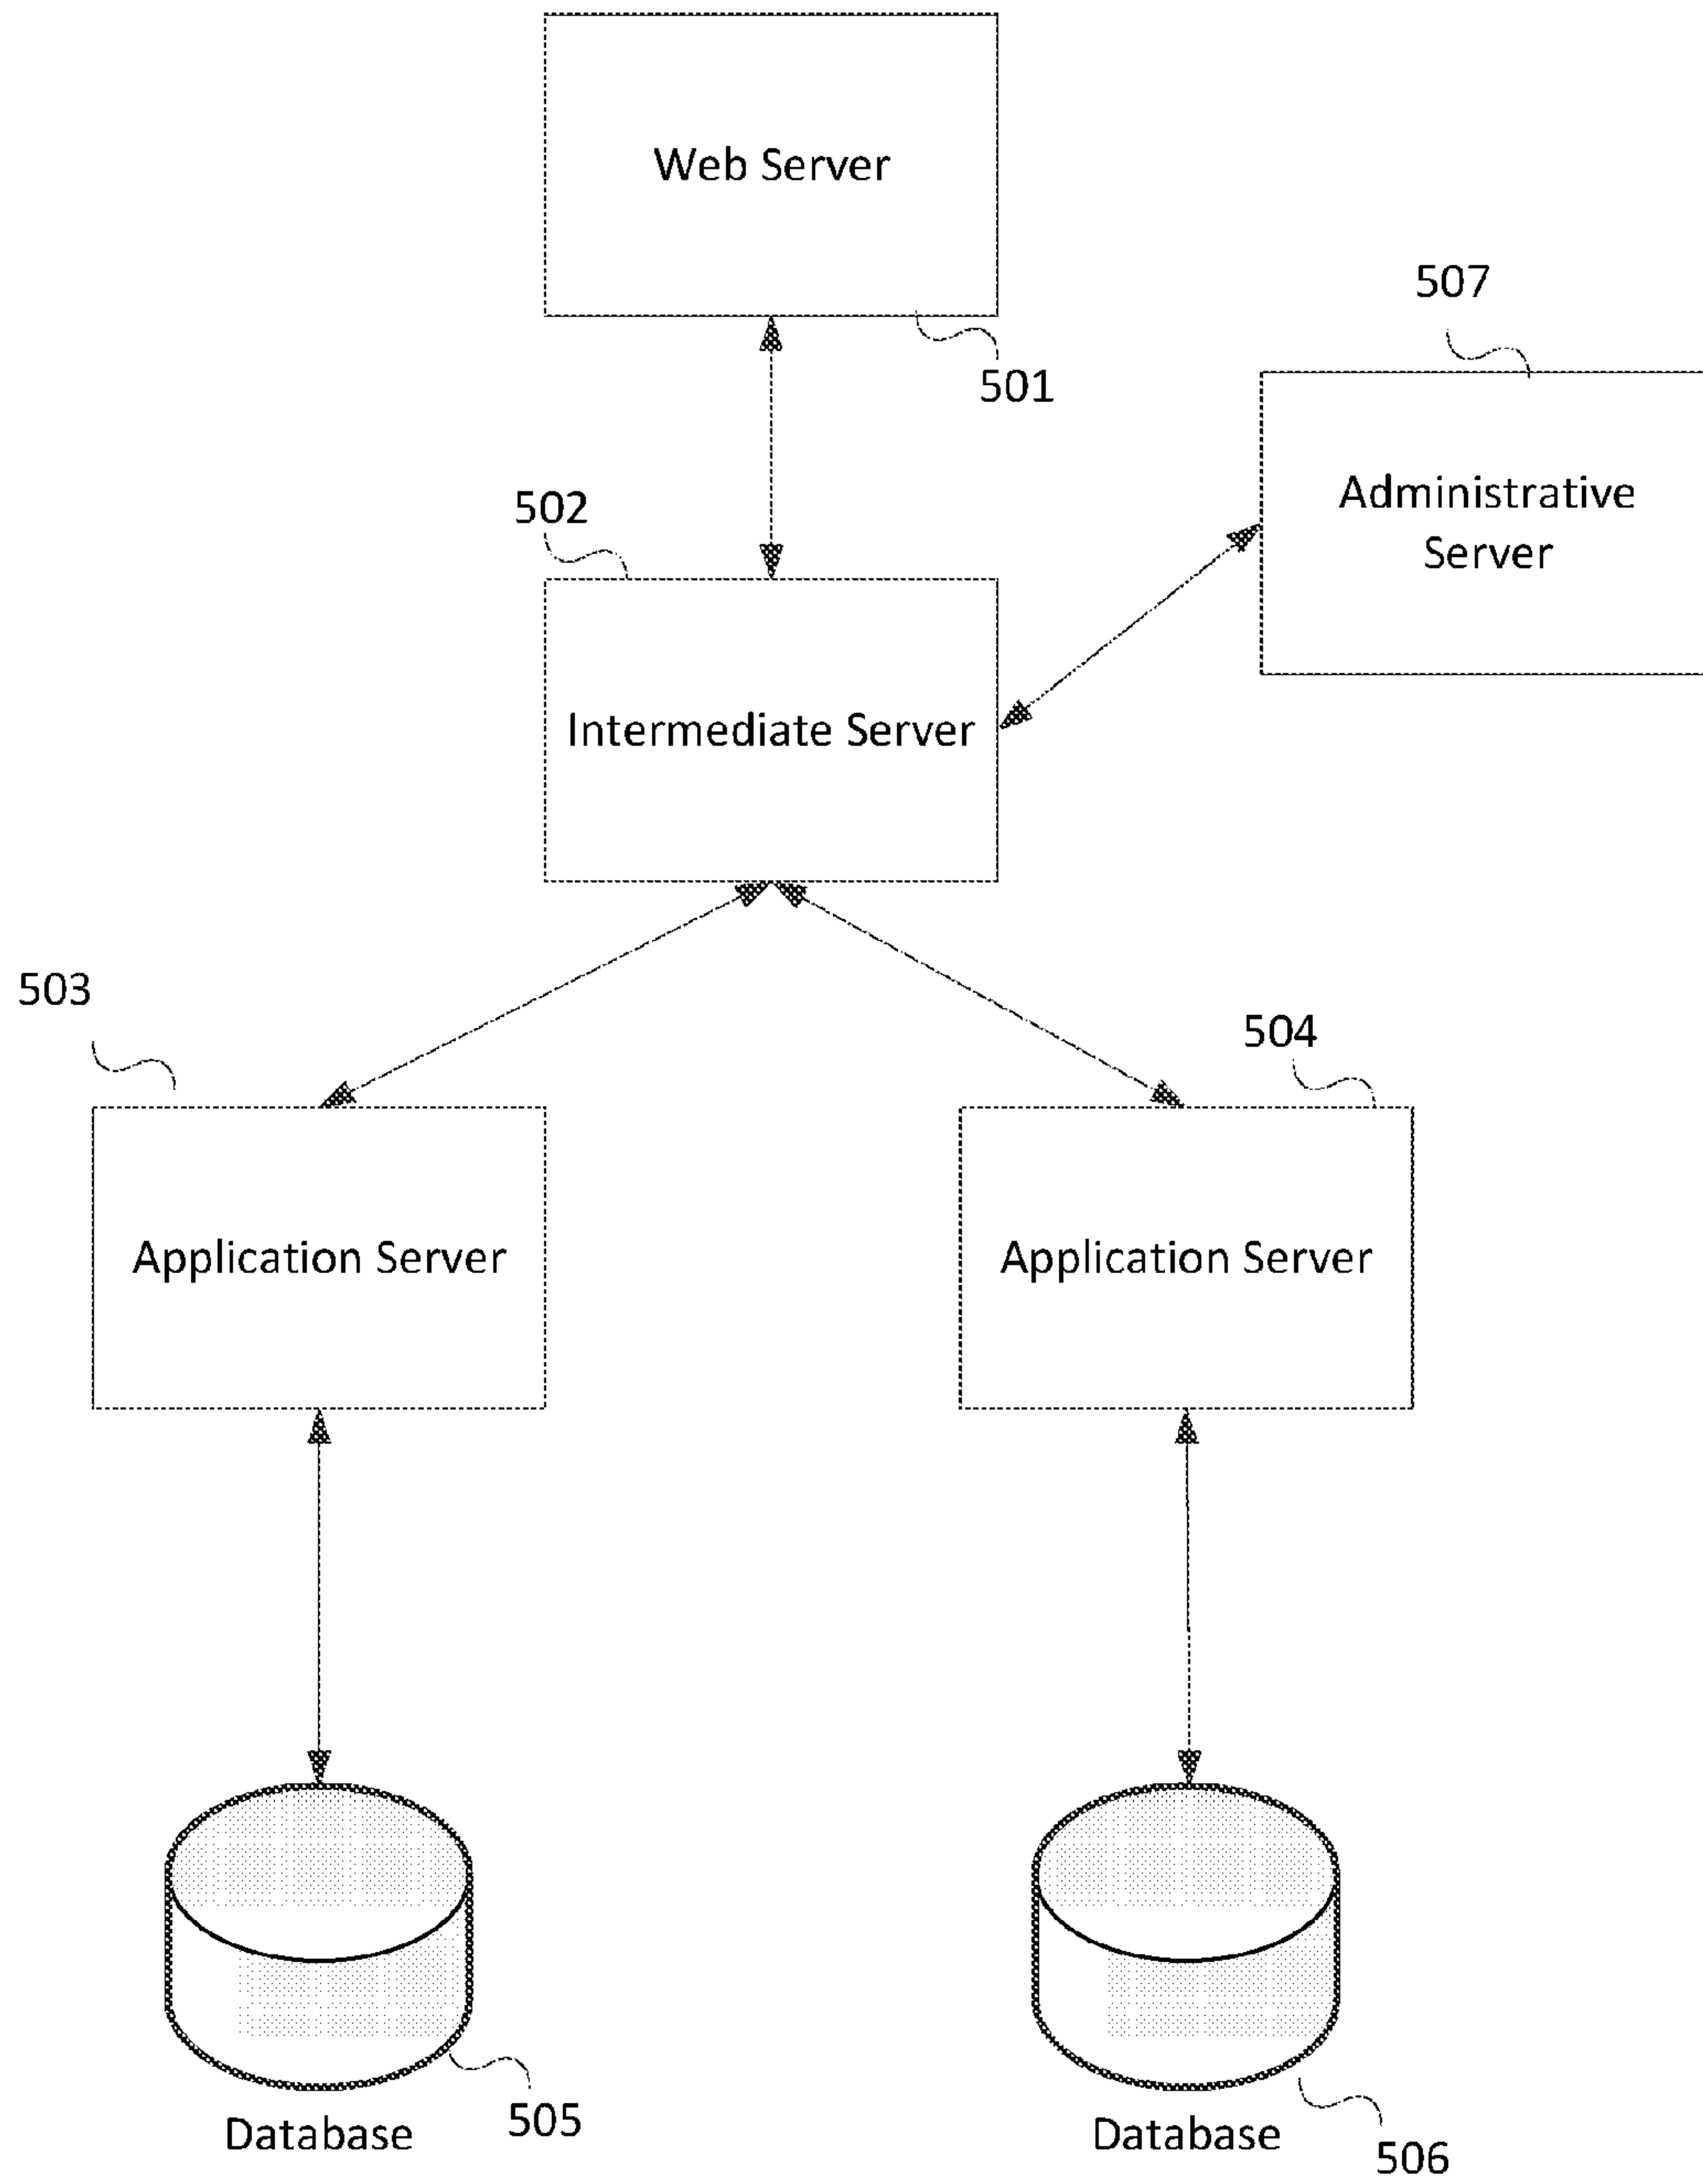 Web Server
507
501
Administrative
Server
502
Intermediate Server
503
504
Application Server
Application Server
505
Database
Database
506